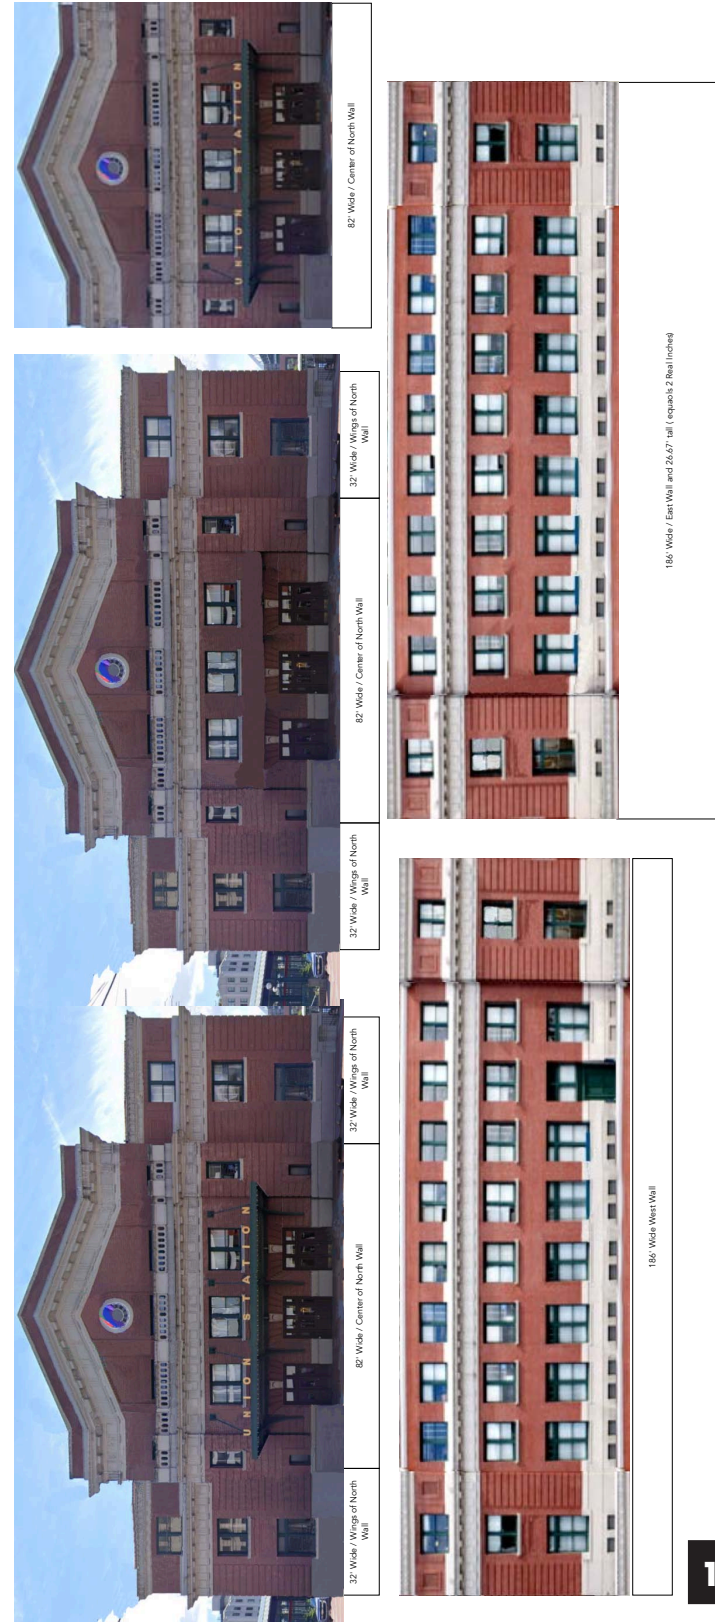 82' Wide / Center of North Wall
UNION STATION
32' Wide / Wings of North
Wall
82' Wide / Center of North Wall
32' Wide / Wings of North
Wall
32' Wide / Wings of North
Wall
82' Wide / Center of North Wall
UNION STATION
32' Wide / Wings of North
Wall
186' Wide / East Wall and 26.67' tall ( equaols 2 Real Inches)
186' Wide West Wall
1